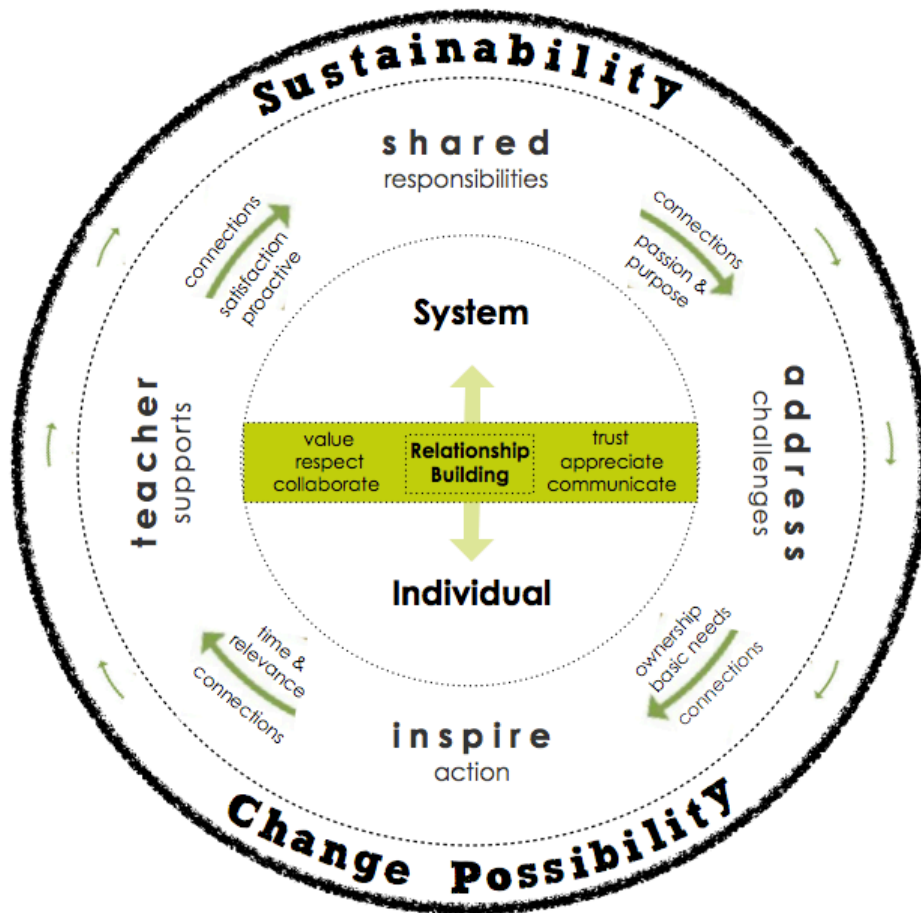 Sustainability
shared
responsibilities
connections
satisfaction
proactive
connections
passion &
purpose
System
teacher
supports
value
respect
collaborate
Relationship
Building
trust
appreciate
communicate
address
challenges
Individual
time &
relevance
connections
ownership
basic needs
connections
inspire
action
Change Possibility